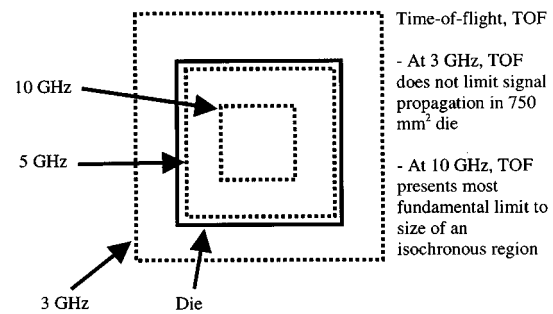 Time-of-flight, TOF
- At 3 GHz, TOF
does not limit signal
propagation in 750
mm² die
- At 10 GHz, TOF
presents most
fundamental limit to
size of an
isochronous region
10 GHz
5 GHz
3 GHz
Die